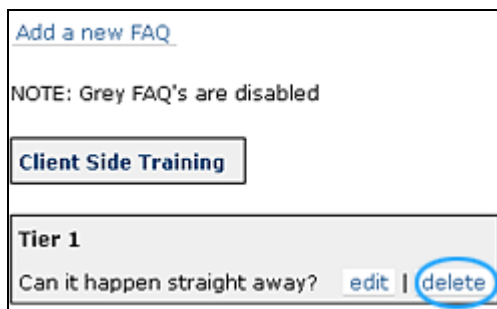 Add a new FAQ
NOTE: Grey FAQ's are disabled
Client Side Training
Tier 1
Can it happen straight away? edit | delete